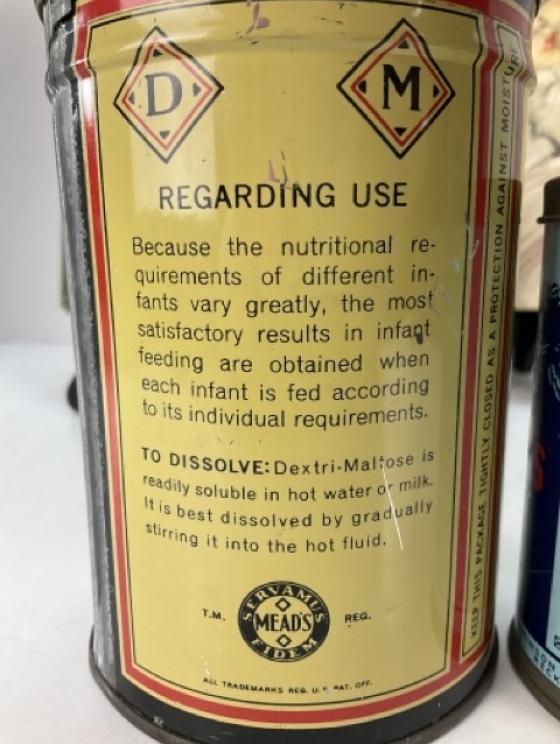 D M
REGARDING USE
Because the nutritional re-
quirements of different in-
fants vary greatly, the most
satisfactory results in infant
feeding are obtained when
each infant is fed according
to its individual requirements.
TO DISSOLVE: Dextri-Maltose is
readily soluble in hot water or milk.
It is best dissolved by gradually
stirring it into the hot fluid.
T.M. SERVAMUS MEAD'S FIDEM REG.
ALL TRADEMARKS REG. U.S. PAT. OFF.
KEEP THIS PACKAGE TIGHTLY CLOSED AS A PROTECTION AGAINST MOISTURE